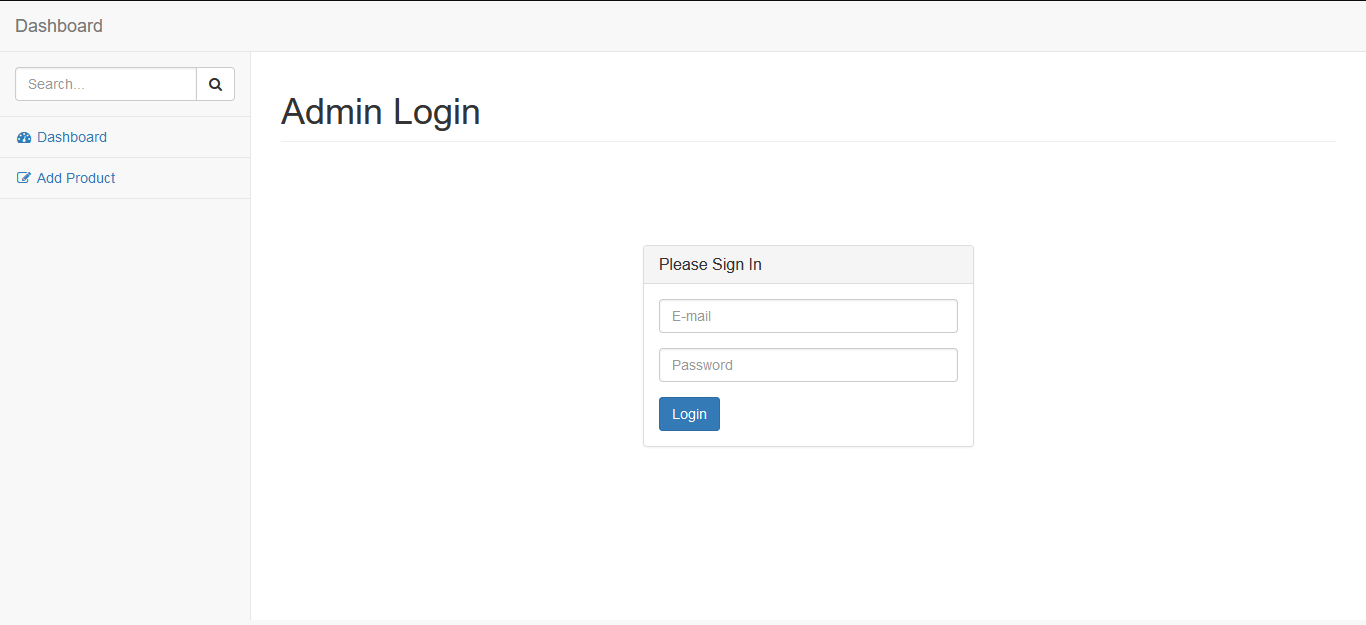 Dashboard
Search...
Dashboard
Add Product
Admin Login
Please Sign In
E-mail
Password
Login